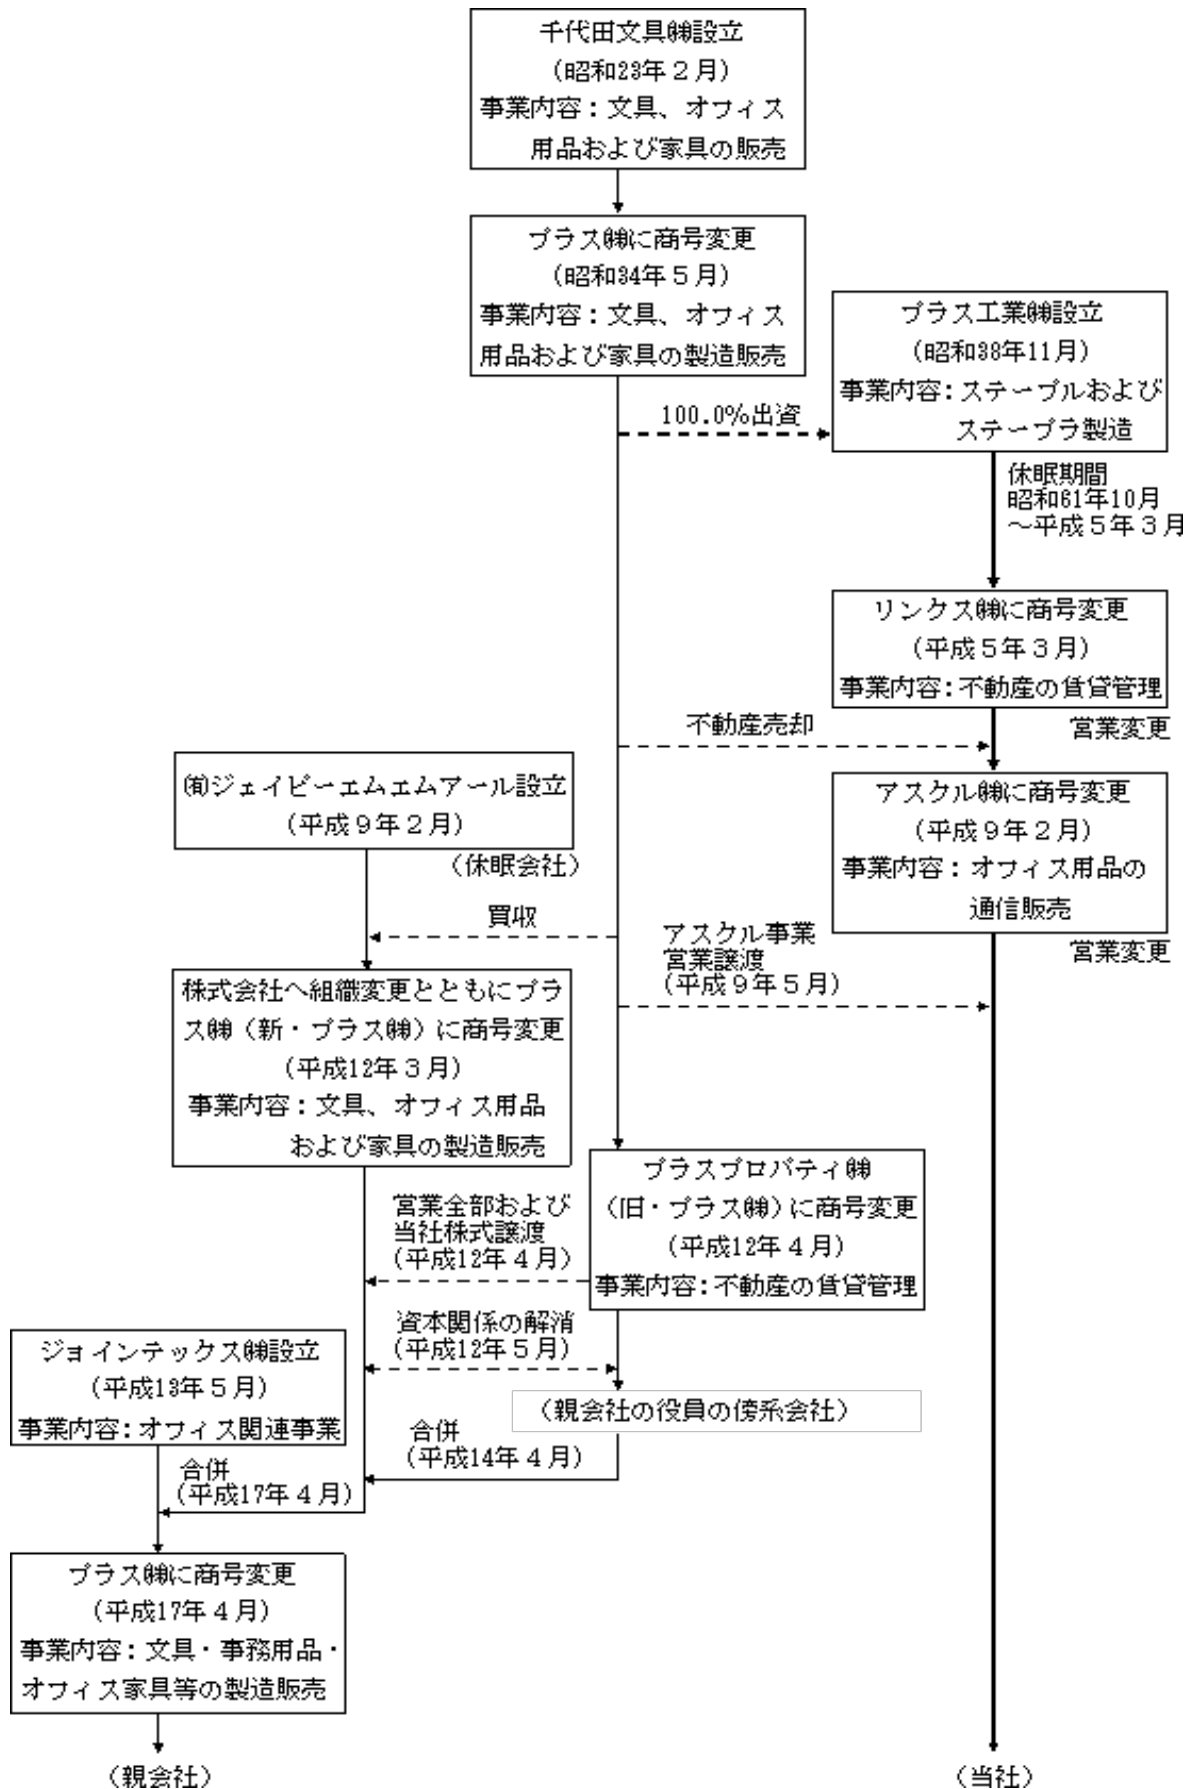 千代田文具㈱設立
（昭和23年２月）
事業内容：文具、オフィス
用品および家具の販売
プラス㈱に商号変更
（昭和34年５月）
事業内容：文具、オフィス
用品および家具の製造販売
プラス工業㈱設立
（昭和38年11月）
事業内容：ステープルおよび
ステープラ製造
100.0%出資
休眠期間
昭和61年10月
～平成５年３月
リンクス㈱に商号変更
（平成５年３月）
事業内容：不動産の賃貸管理
営業変更
不動産売却
㈲ジェイビーエムエムアール設立
（平成９年２月）
（休眠会社）
アスクル㈱に商号変更
（平成９年２月）
事業内容：オフィス用品の
通信販売
営業変更
買収
アスクル事業
営業譲渡
（平成９年５月）
株式会社へ組織変更とともにプラ
ス㈱（新・プラス㈱）に商号変更
（平成12年３月）
事業内容：文具、オフィス用品
および家具の製造販売
プラスプロパティ㈱
（旧・プラス㈱）に商号変更
（平成12年４月）
事業内容：不動産の賃貸管理
営業全部および
当社株式譲渡
（平成12年４月）
資本関係の解消
（平成12年５月）
ジョインテックス㈱設立
（平成13年５月）
事業内容：オフィス関連事業
（親会社の役員の傍系会社）
合併
（平成14年４月）
合併
（平成17年４月）
プラス㈱に商号変更
（平成17年４月）
事業内容：文具・事務用品・
オフィス家具等の製造販売
（親会社）
（当社）